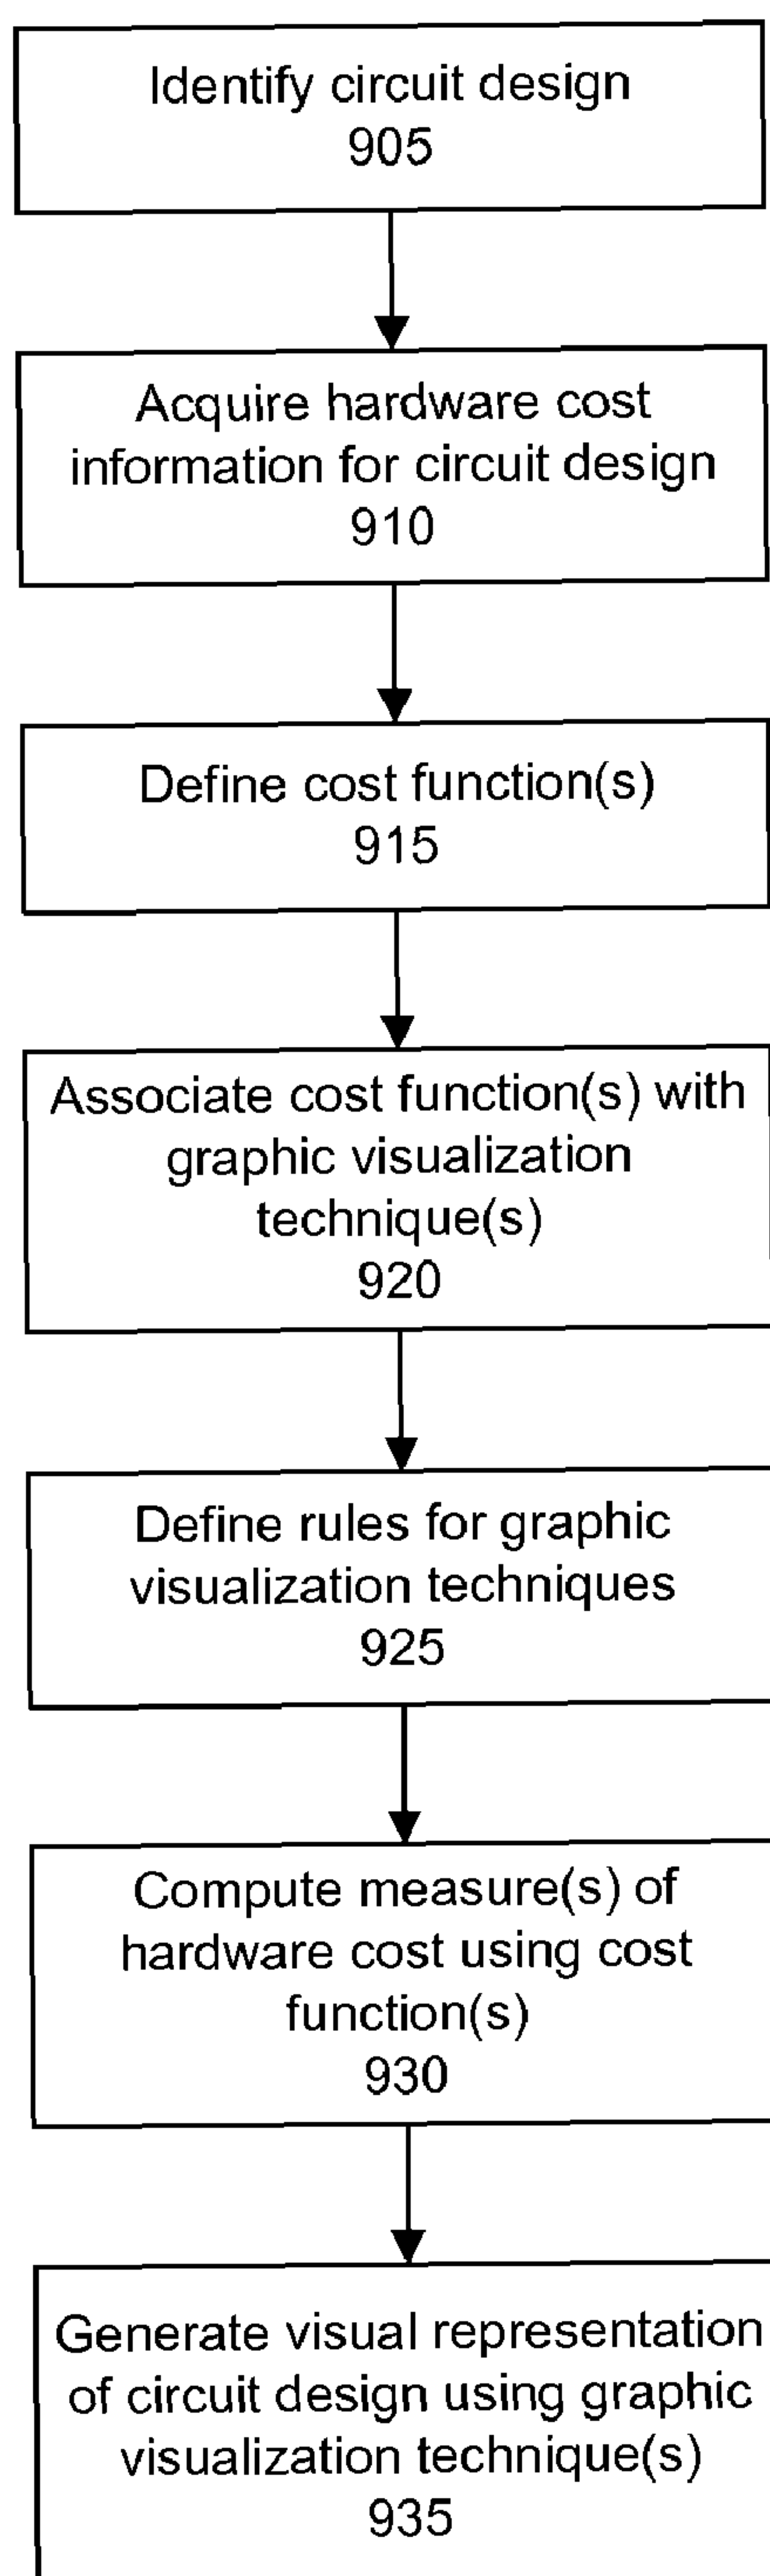 Identify circuit design
905
Acquire hardware cost
information for circuit design
910
Define cost function(s)
915
Associate cost function(s) with
graphic visualization
technique(s)
920
Define rules for graphic
visualization techniques
925
Compute measure(s) of
hardware cost using cost
function(s)
930
Generate visual representation
of circuit design using graphic
visualization technique(s)
935